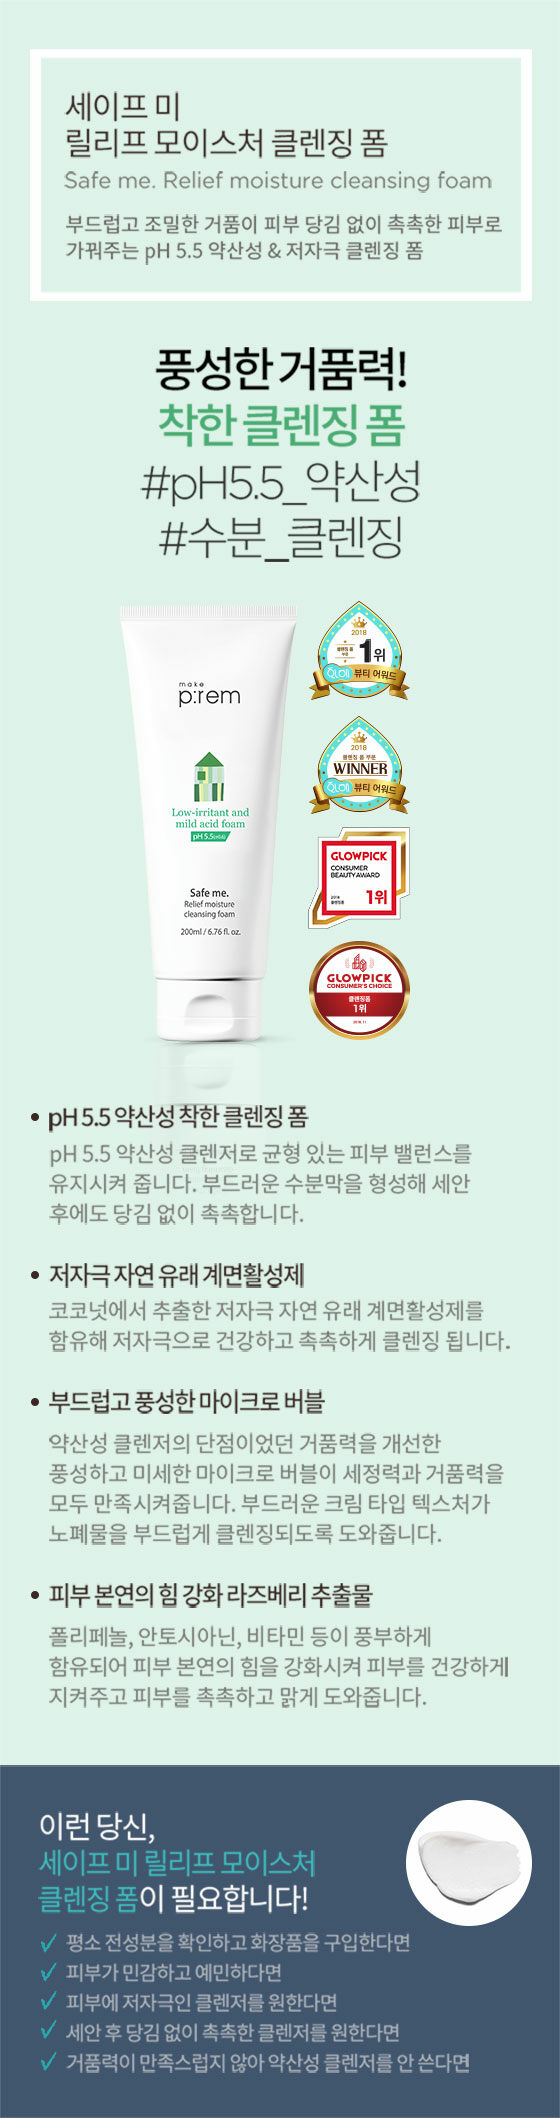 세이프 미
릴리프 모이스처 클렌징 폼
Safe me. Relief moisture cleansing foam
부드럽고 조밀한 거품이 피부 당김 없이 촉촉한 피부로
가꿔주는 pH 5.5 약산성 & 저자극 클렌징 폼
풍성한 거품력!
착한 클렌징 폼
#pH5.5_약산성
#수분_클렌징
make
p:rem
Low-irritant and
mild acid foam
pH 5.5
Safe me.
Relief moisture
cleansing foam
200ml / 6.76 fl. oz.
2018
클렌징 폼
부문
1위
뷰티 어워드
2018
클렌징 폼 부문
WINNER
뷰티 어워드
GLOWPICK
CONSUMER
BEAUTY AWARD
2018
클렌징폼
1위
GLOWPICK
CONSUMER'S CHOICE
클렌징폼
1위
• pH 5.5 약산성 착한 클렌징 폼
pH 5.5 약산성 클렌저로 균형 있는 피부 밸런스를
유지시켜 줍니다. 부드러운 수분막을 형성해 세안
후에도 당김 없이 촉촉합니다.
• 저자극 자연 유래 계면활성제
코코넛에서 추출한 저자극 자연 유래 계면활성제를
함유해 저자극으로 건강하고 촉촉하게 클렌징 됩니다.
• 부드럽고 풍성한 마이크로 버블
약산성 클렌저의 단점이었던 거품력을 개선한
풍성하고 미세한 마이크로 버블이 세정력과 거품력을
모두 만족시켜줍니다. 부드러운 크림 타입 텍스처가
노폐물을 부드럽게 클렌징되도록 도와줍니다.
• 피부 본연의 힘 강화 라즈베리 추출물
폴리페놀, 안토시아닌, 비타민 등이 풍부하게
함유되어 피부 본연의 힘을 강화시켜 피부를 건강하게
지켜주고 피부를 촉촉하고 맑게 도와줍니다.
이런 당신,
세이프 미 릴리프 모이스처
클렌징 폼이 필요합니다!
✓ 평소 전성분을 확인하고 화장품을 구입한다면
✓ 피부가 민감하고 예민하다면
✓ 피부에 저자극인 클렌저를 원한다면
✓ 세안 후 당김 없이 촉촉한 클렌저를 원한다면
✓ 거품력이 만족스럽지 않아 약산성 클렌저를 안 쓴다면